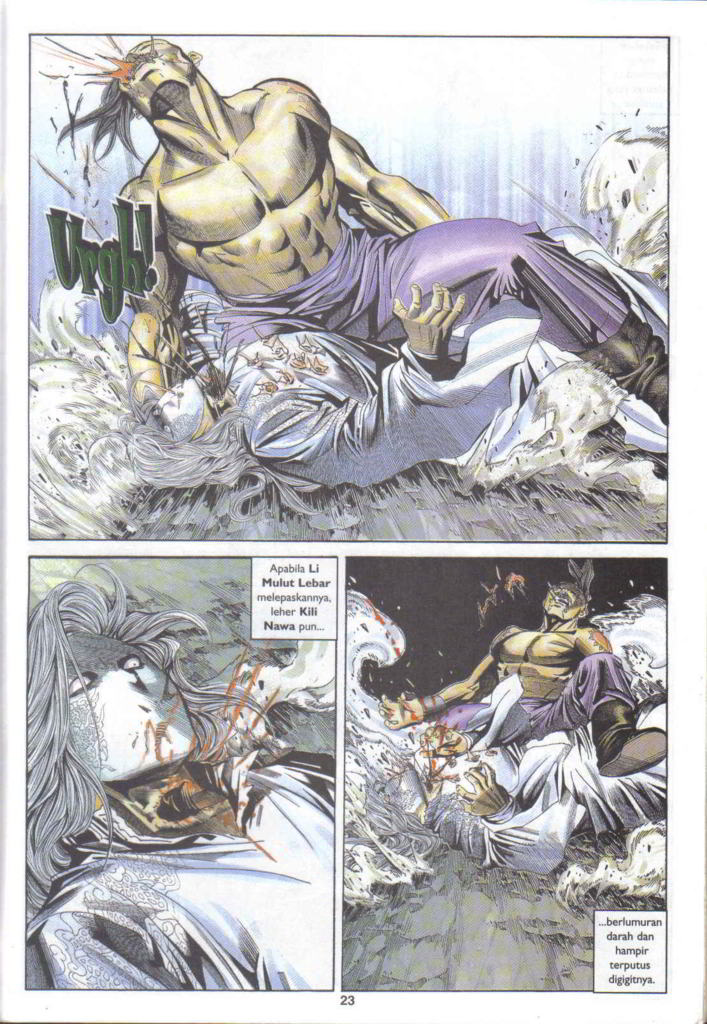 Urgh!
Apabila Li
Mulut Lebar
melepaskannya,
leher Kili
Nawa pun...
...berlumuran
darah dan
hampir
terputus
digigitnya.
23